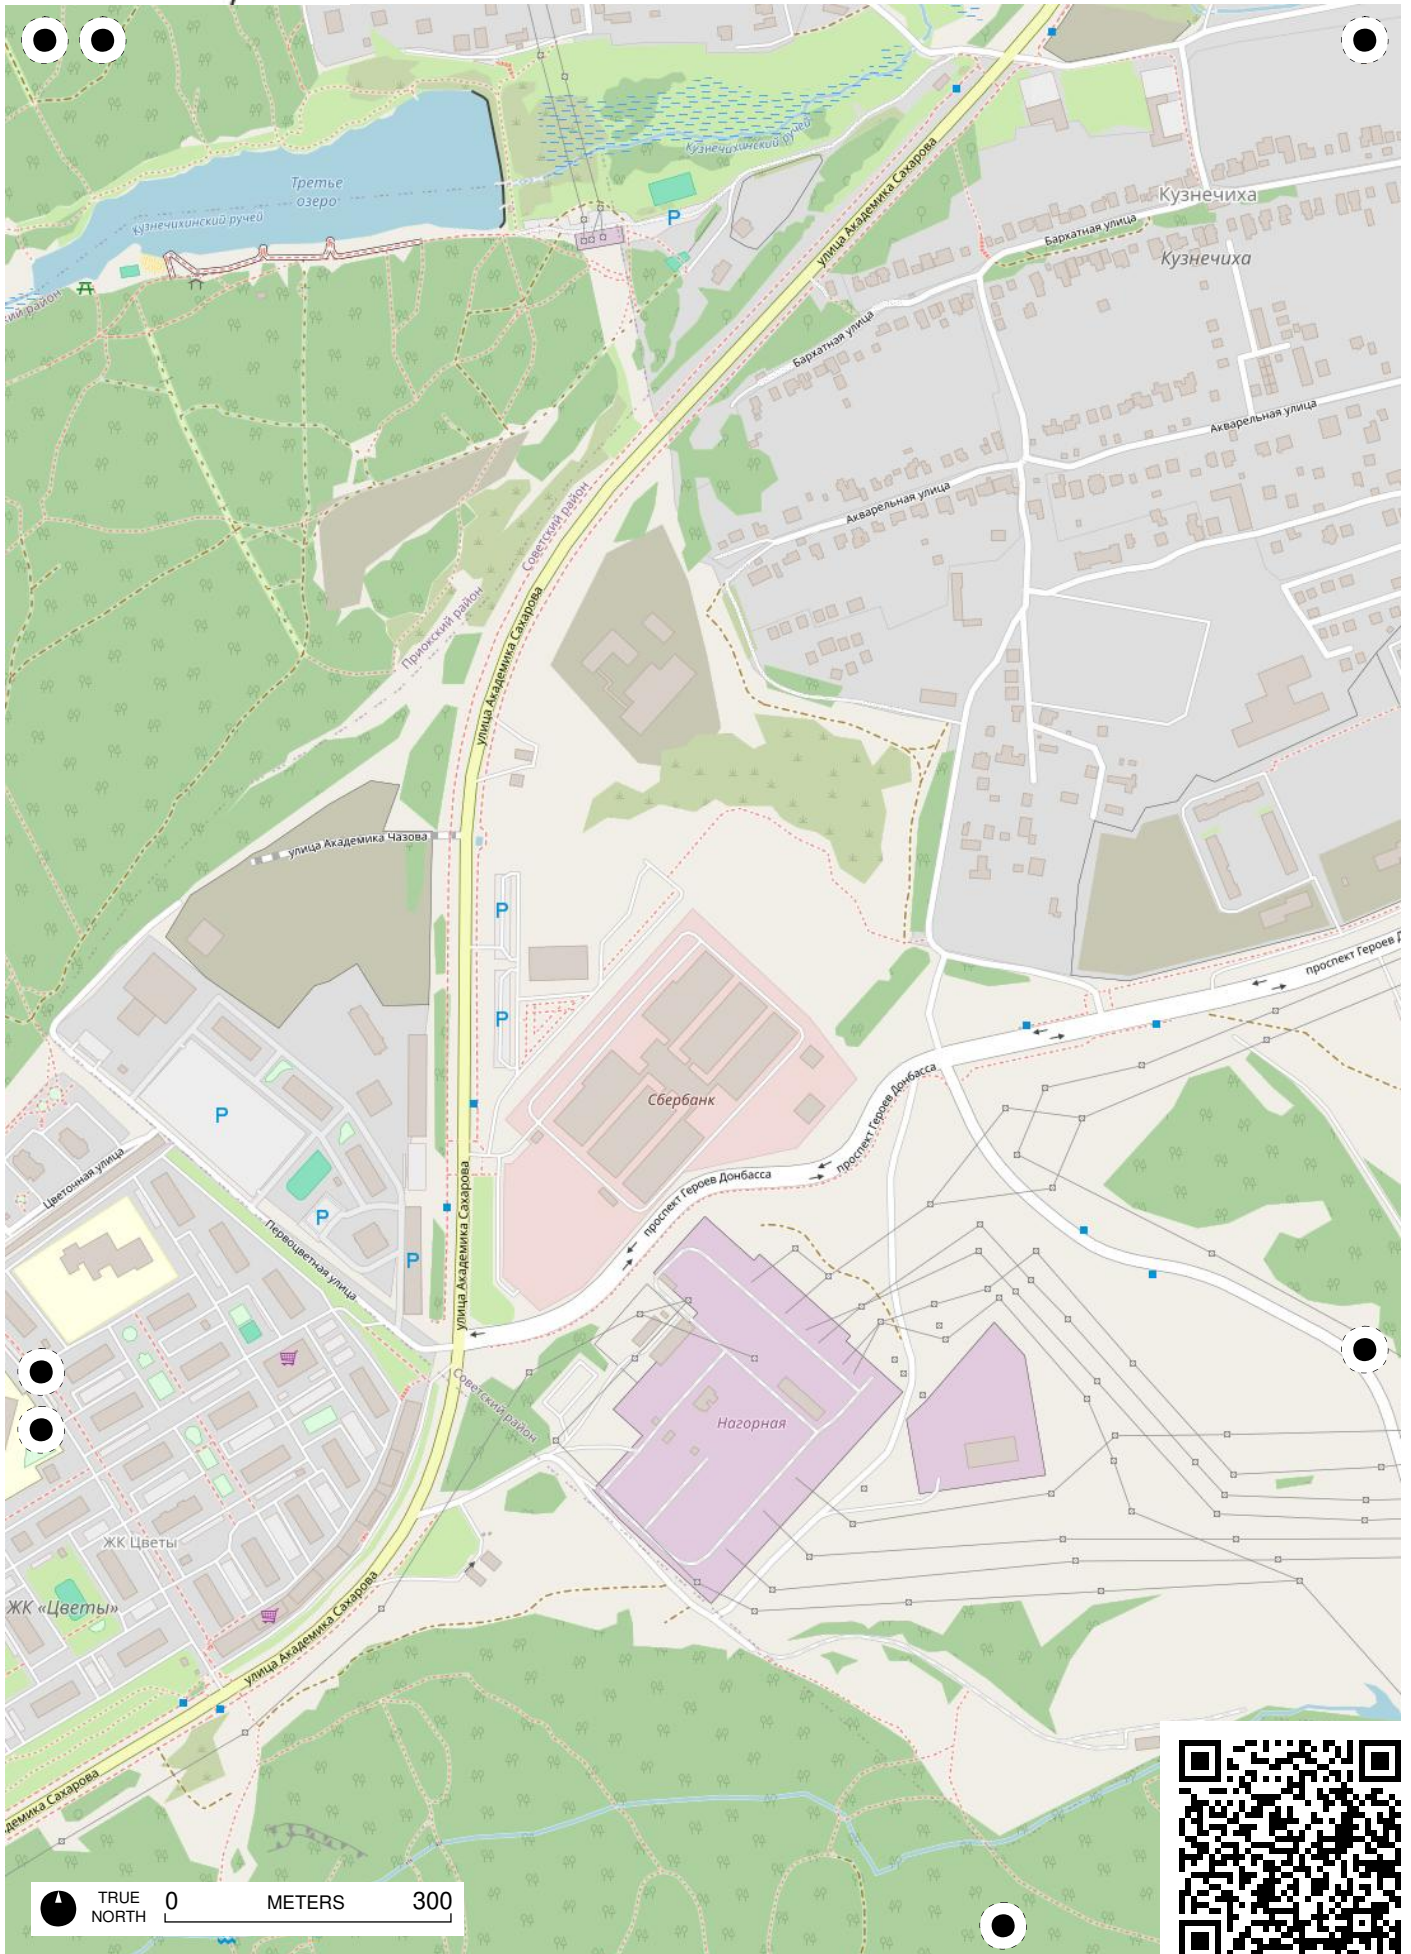 Кузнечихинский ручей
Третье
озеро
Кузнечихинский ручей
P
улица Академика Сахарова
Кузнечиха
Бархатная улица
Кузнечиха
Бархатная улица
Акварельная улица
Акварельная улица
Советский район
Приокский район
улица Академика Сахарова
улица Академика Чазова
P
проспект Героев Д
P
Сбербанк
проспект Героев Донбасса
P
Цветочная улица
улица Академика Сахарова
проспект Героев Донбасса
P
Первоцветная улица
P
Советский район
Нагорная
ЖК Цветы
ЖК «Цветы»
улица Академика Сахарова
демика Сахарова
TRUE
NORTH
0 METERS 300